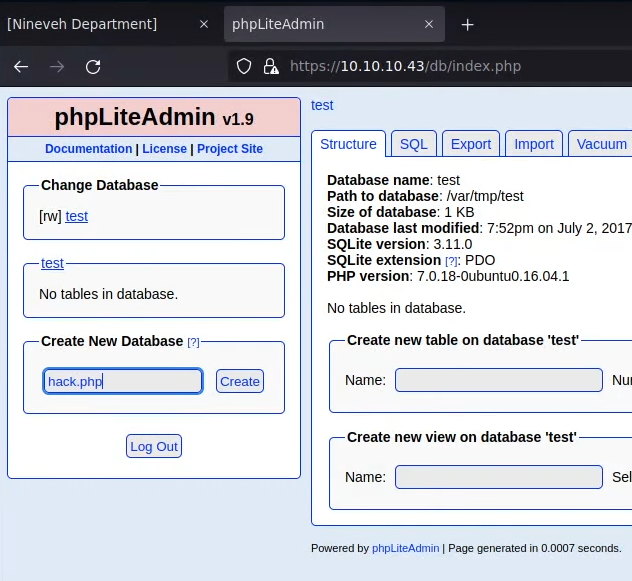 [Nineveh Department]
phpLiteAdmin
https://10.10.10.43/db/index.php
phpLiteAdmin v1.9
Documentation | License | Project Site
Change Database
[rw] test
test
No tables in database.
Create New Database [?]
hack.php
Create
Log Out
test
Structure
SQL
Export
Import
Vacuum
Database name: test
Path to database: /var/tmp/test
Size of database: 1 KB
Database last modified: 7:52pm on July 2, 2017
SQLite version: 3.11.0
SQLite extension [?]: PDO
PHP version: 7.0.18-0ubuntu0.16.04.1
No tables in database.
Create new table on database 'test'
Name:
Nu
Create new view on database 'test'
Name:
Sel
Powered by phpLiteAdmin | Page generated in 0.0007 seconds.